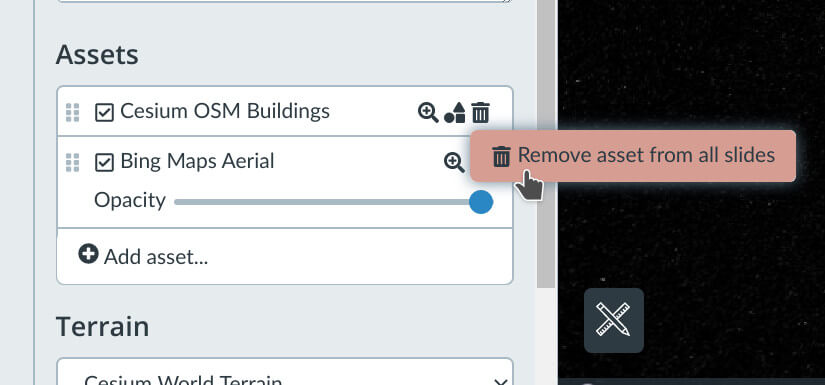 Assets
Cesium OSM Buildings
Bing Maps Aerial
Remove asset from all slides
Opacity
Add asset...
Terrain
Cesium World Terrain